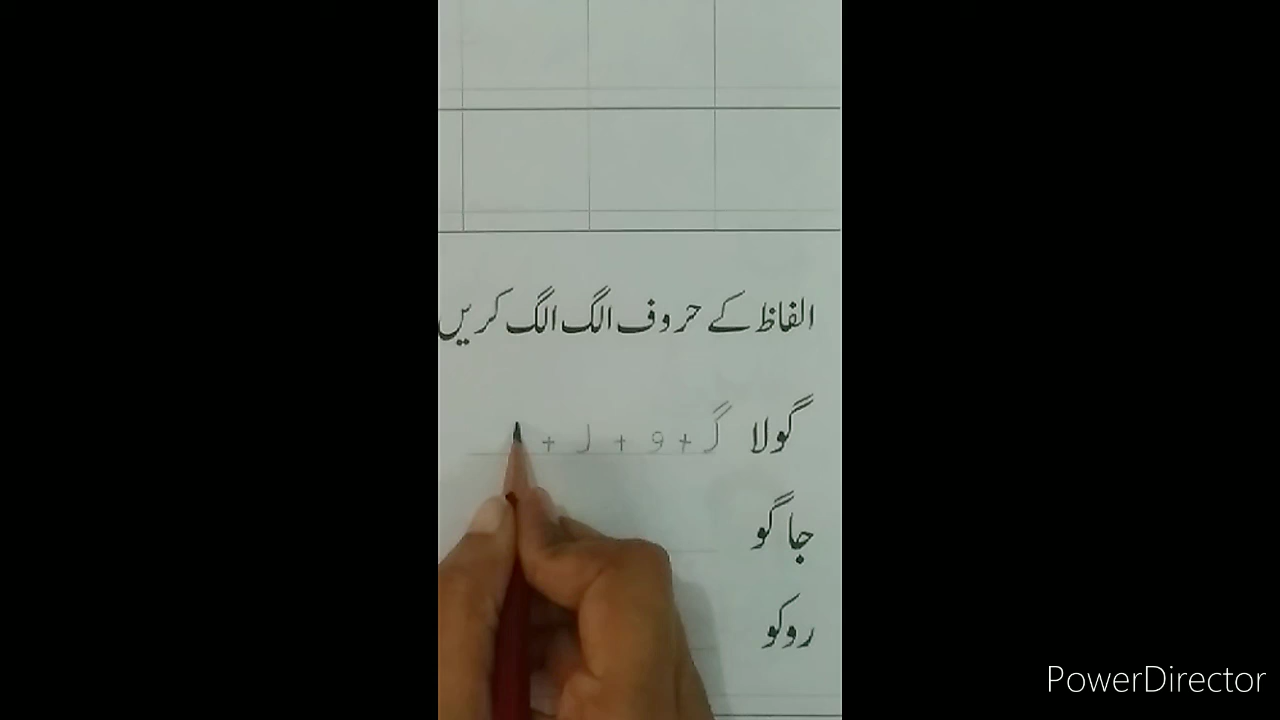 الفاظ کے حروف الگ الگ کریں
گولا گ + و + ل +
جاگو
روکو
PowerDirector